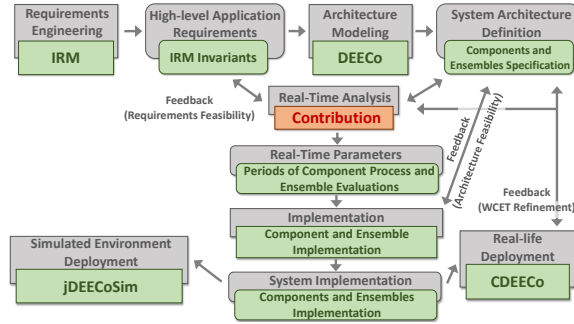 Requirements
Engineering
IRM
High-level Application
Requirements
IRM Invariants
Architecture
Modeling
DEECo
System Architecture
Definition
Components and
Ensembles Specification
Feedback
(Requirements Feasibility)
Real-Time Analysis
Contribution
Feedback
(Architecture Feasibility)
Real-Time Parameters
Periods of Component Process and
Ensemble Evaluations
Feedback
(WCET Refinement)
Implementation
Component and Ensemble
Implementation
Simulated Environment
Deployment
jDEECoSim
System Implementation
Components and Ensembles
Implementation
Real-life
Deployment
CDEECo